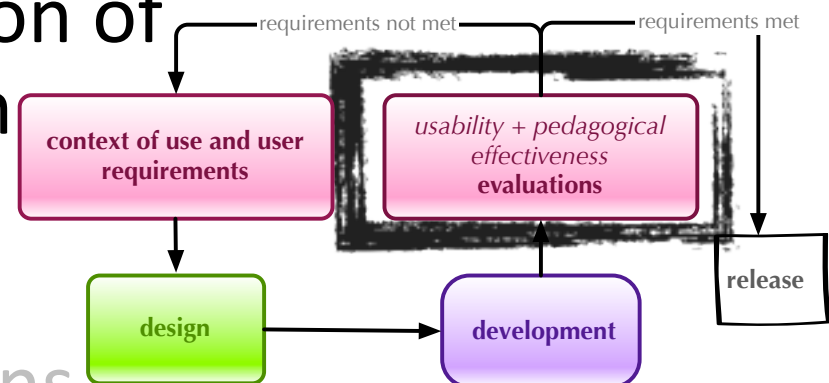 on of
requirements not met
requirements met
n
context of use and user
requirements
usability + pedagogical
effectiveness
evaluations
release
design
development
ns